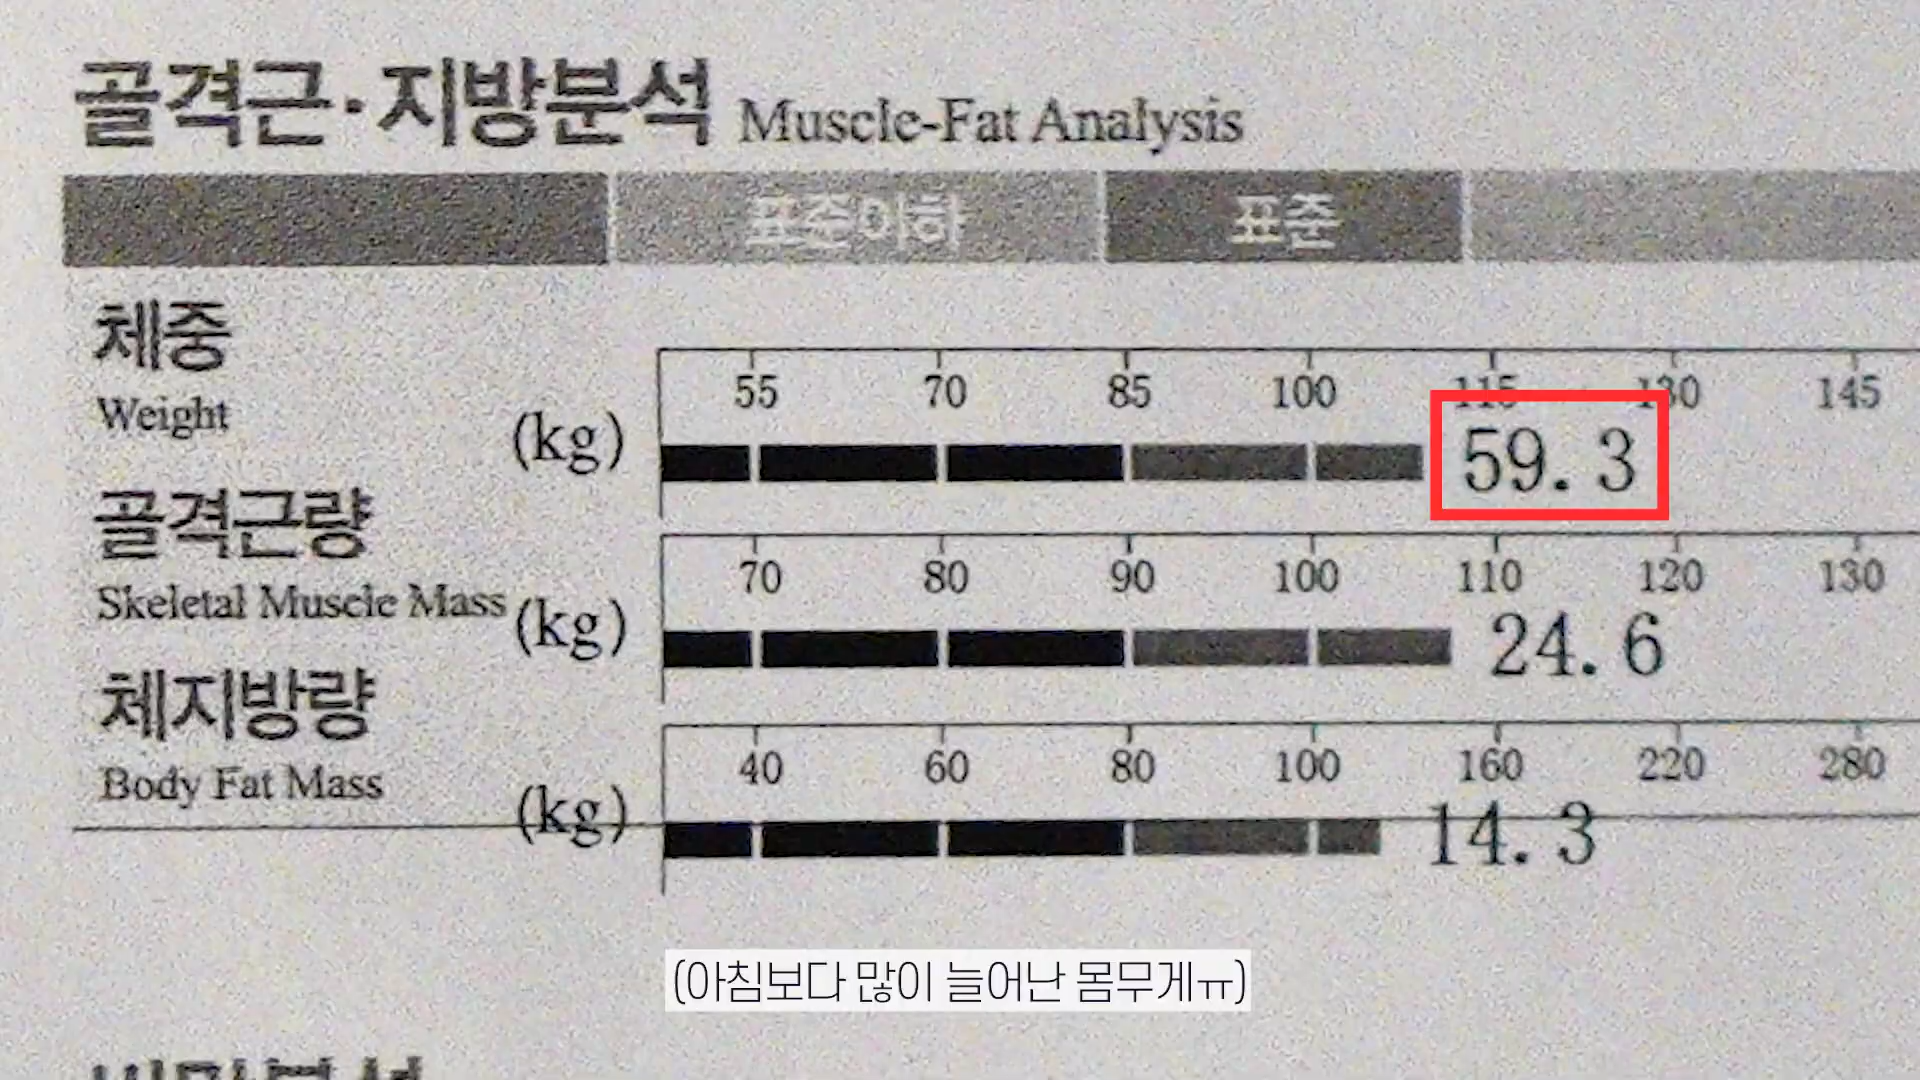 골격근·지방분석 Muscle-Fat Analysis
표준이하 표준
체중
Weight (kg)
55 70 85 100 115 130 145
59.3
골격근량
Skeletal Muscle Mass (kg)
70 80 90 100 110 120 130
24.6
체지방량
Body Fat Mass (kg)
40 60 80 100 160 220 280
14.3
(아침보다 많이 늘어난 몸무게ㅠ)